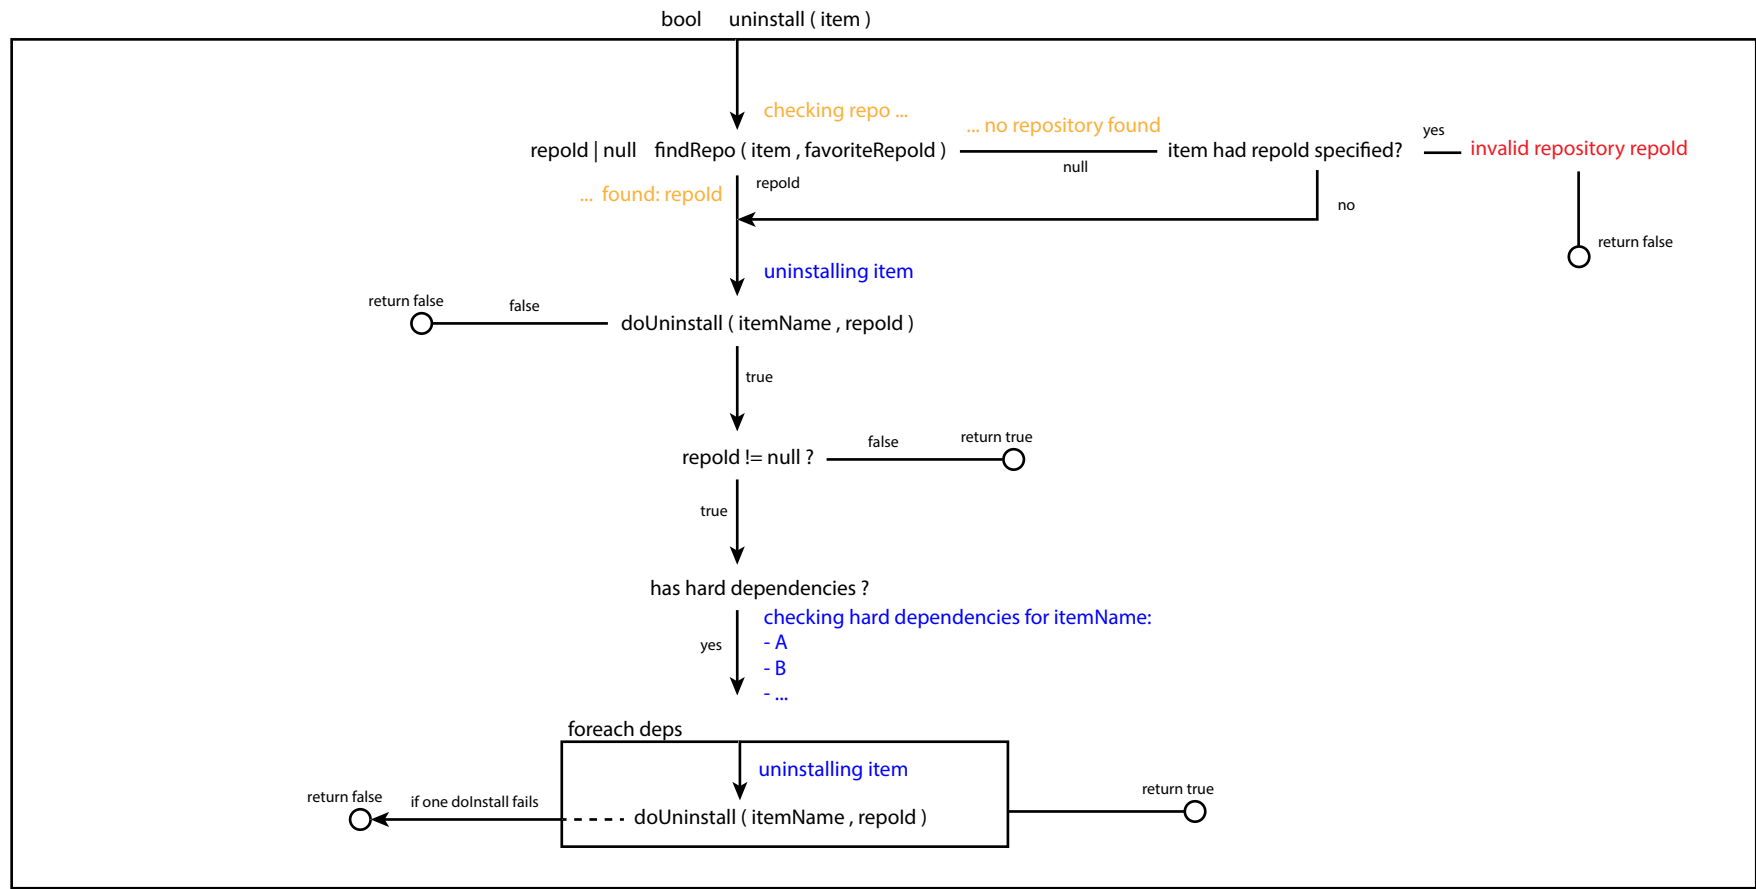 bool uninstall ( item )
checking repo ...
... no repository found
yes
repoId | null findRepo ( item , favoriteRepoId )
item had repoId specified?
invalid repository repoId
null
repoId
... found: repoId
no
return false
uninstalling item
return false
false
doUninstall ( itemName , repoId )
true
false
return true
repoId != null ?
true
has hard dependencies ?
checking hard dependencies for itemName:
yes
- A
- B
- ...
foreach deps
uninstalling item
return false
if one doInstall fails
doUninstall ( itemName , repoId )
return true